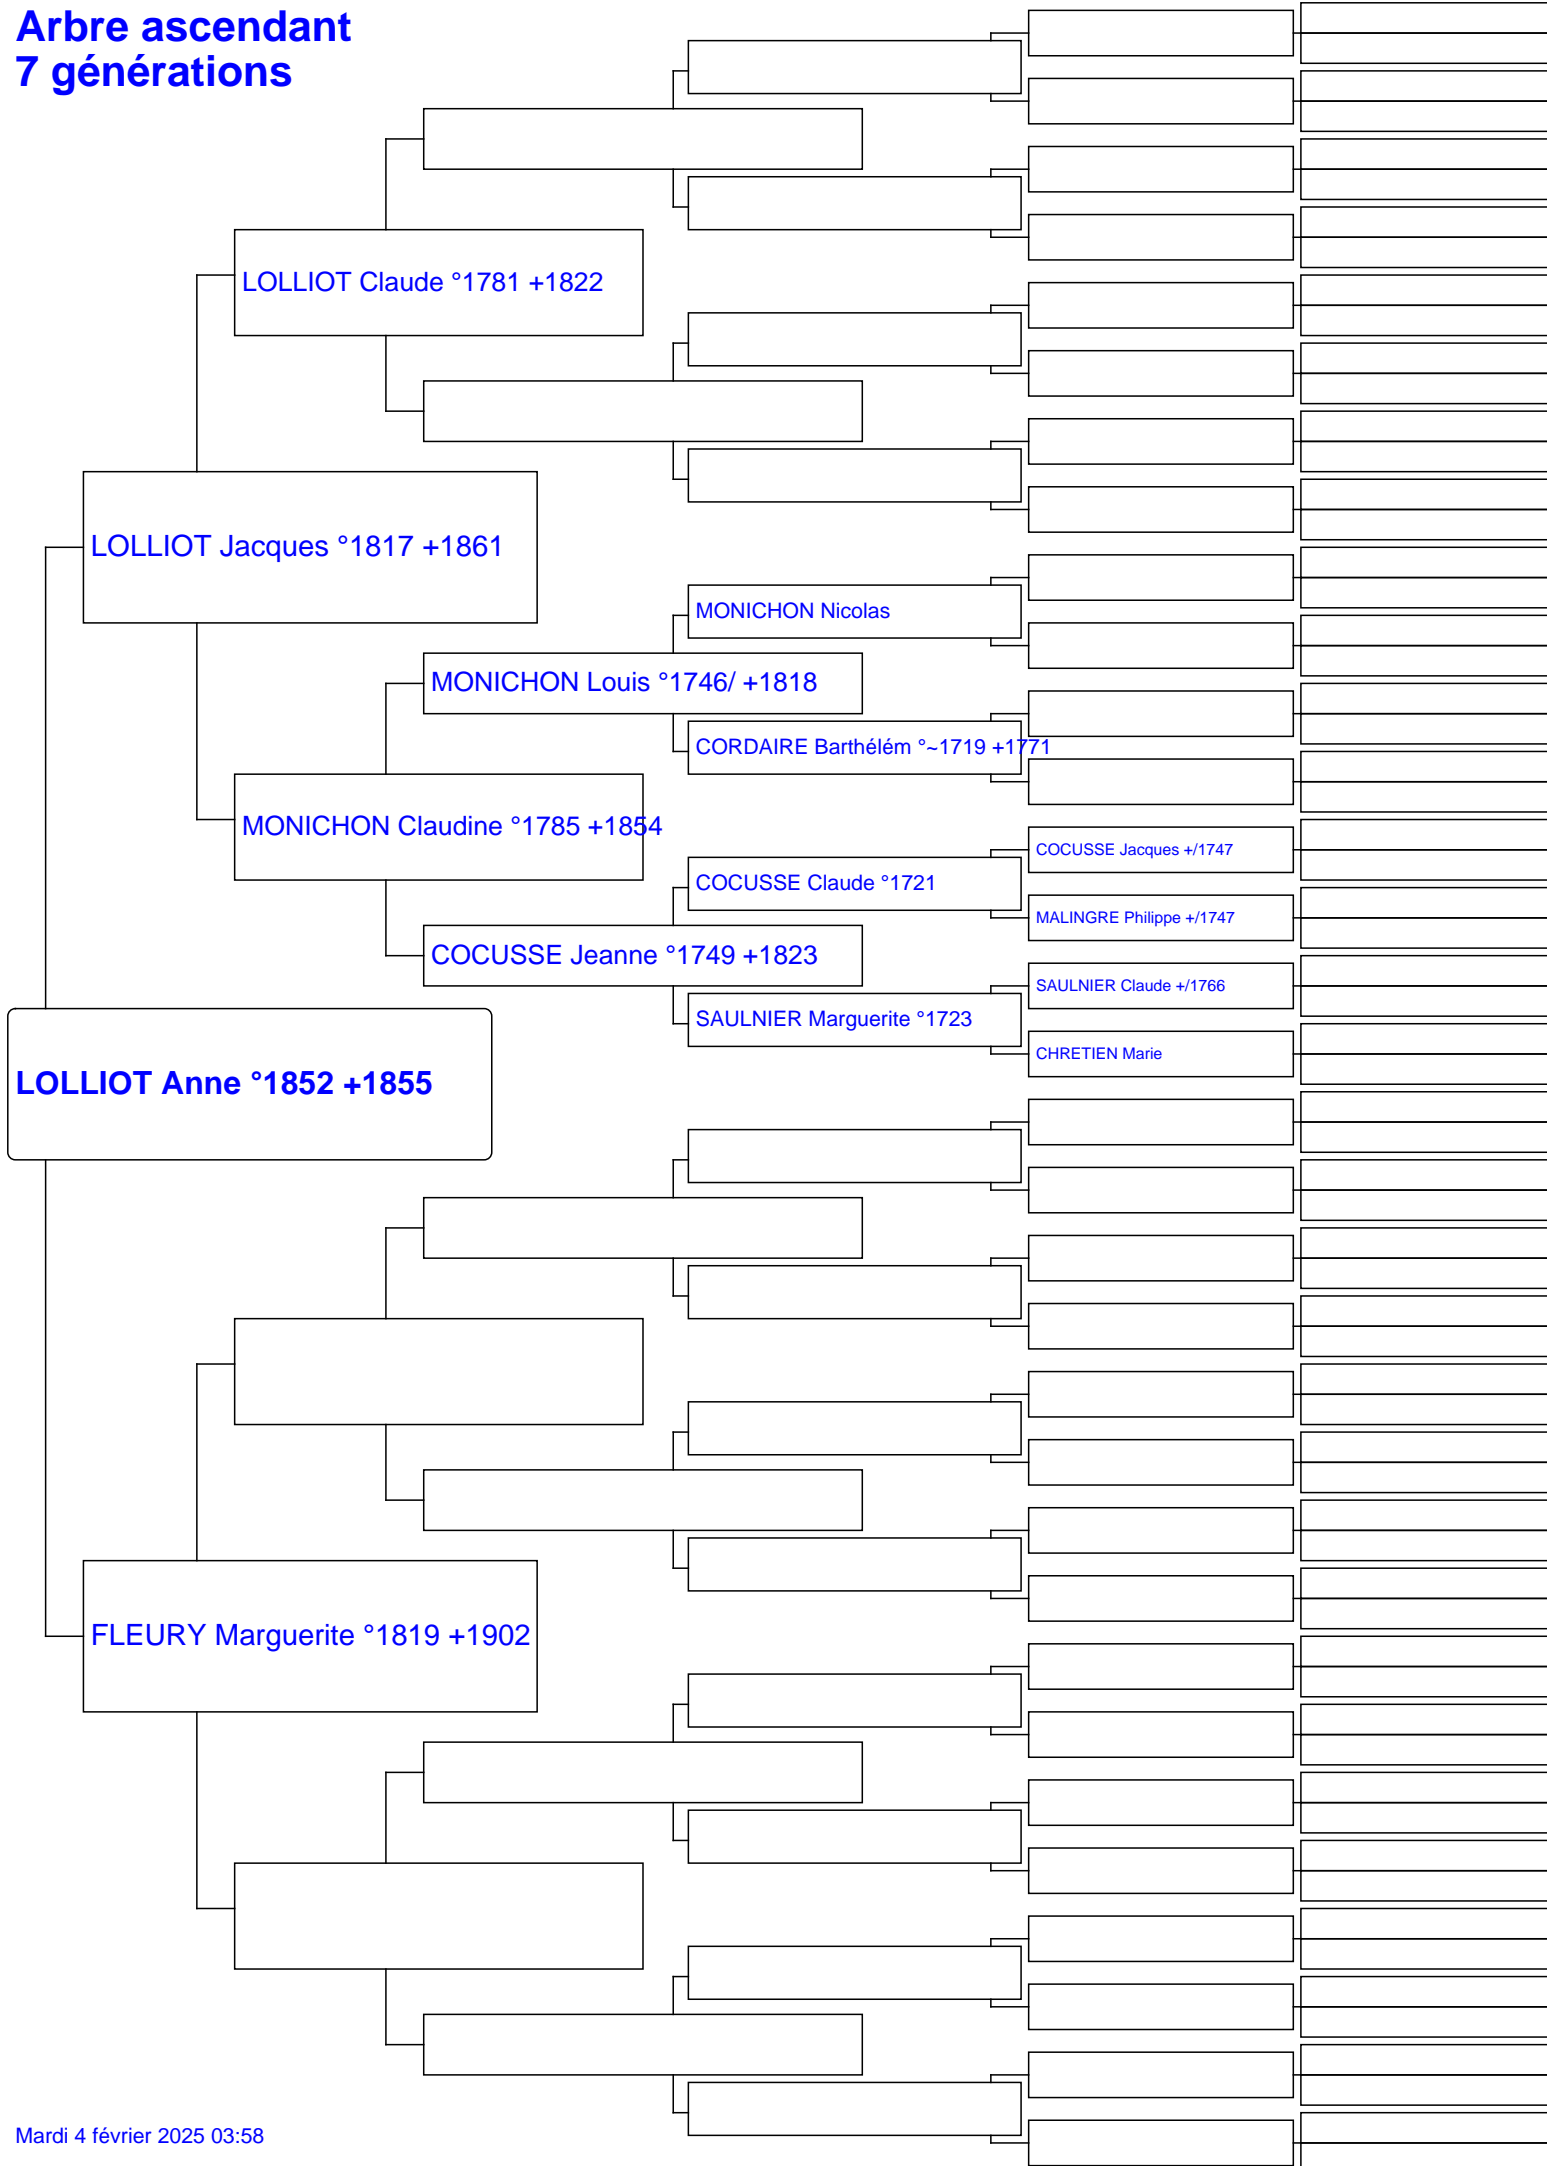 Arbre ascendant
7 générations
LOLLIOT Claude °1781 +1822
LOLLIOT Jacques °1817 +1861
MONICHON Nicolas
MONICHON Louis °1746/ +1818
CORDAIRE Barthélém °~1719 +1771
MONICHON Claudine °1785 +1854
COCUSSE Jacques +/1747
COCUSSE Claude °1721
MALINGRE Philippe +/1747
COCUSSE Jeanne °1749 +1823
SAULNIER Claude +/1766
SAULNIER Marguerite °1723
CHRETIEN Marie
LOLLIOT Anne °1852 +1855
FLEURY Marguerite °1819 +1902
Mardi 4 février 2025 03:58